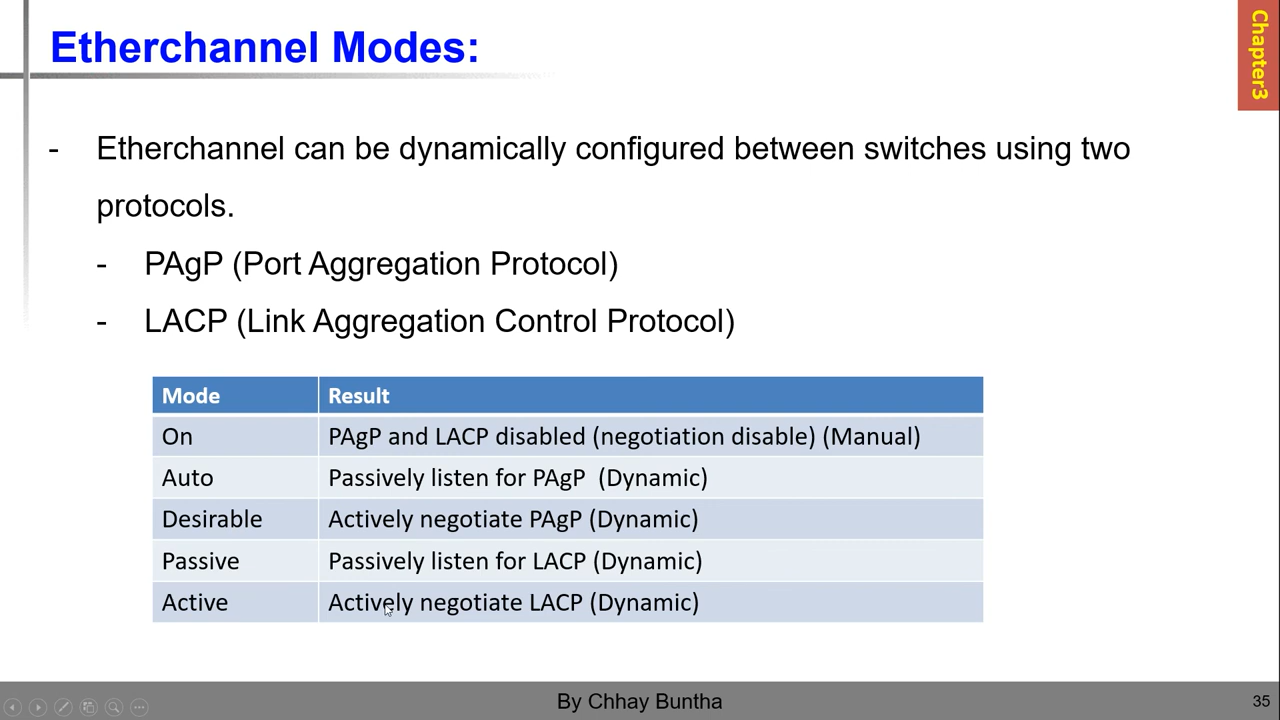 Etherchannel Modes:
Chapter3
- Etherchannel can be dynamically configured between switches using two
protocols.
- PAgP (Port Aggregation Protocol)
- LACP (Link Aggregation Control Protocol)
Mode Result
On PAgP and LACP disabled (negotiation disable) (Manual)
Auto Passively listen for PAgP (Dynamic)
Desirable Actively negotiate PAgP (Dynamic)
Passive Passively listen for LACP (Dynamic)
Active Actively negotiate LACP (Dynamic)
By Chhay Buntha
35